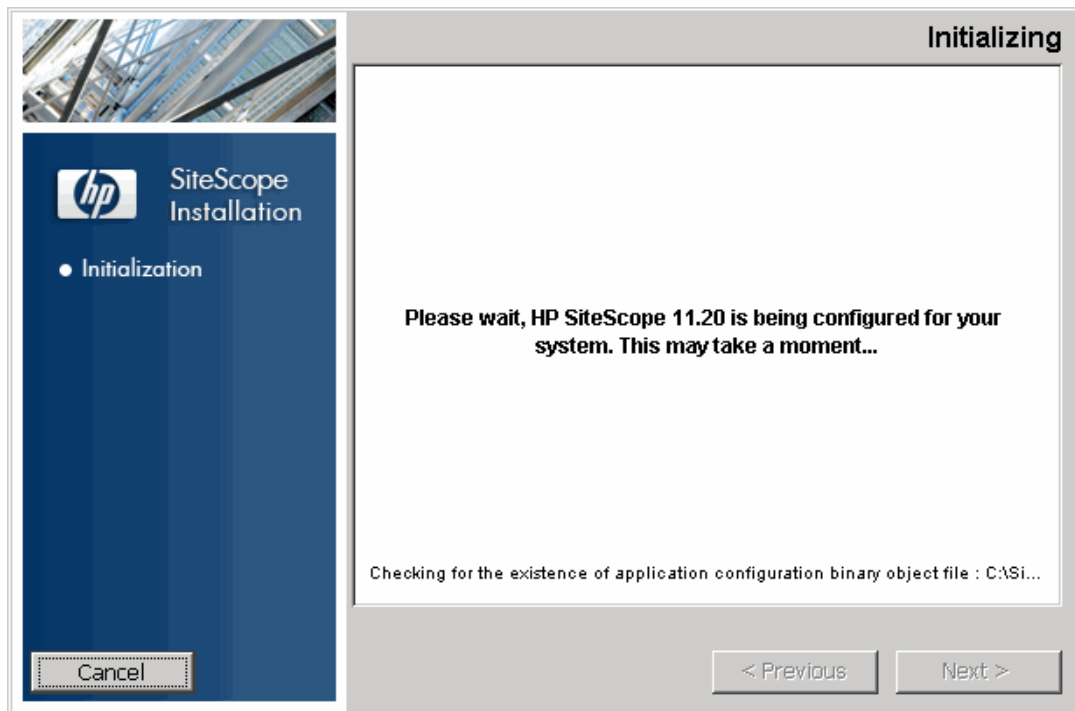 Initializing
hp
SiteScope
Installation
Initialization
Please wait, HP SiteScope 11.20 is being configured for your
system. This may take a moment...
Checking for the existence of application configuration binary object file : C:\Si...
Cancel
< Previous
Next >